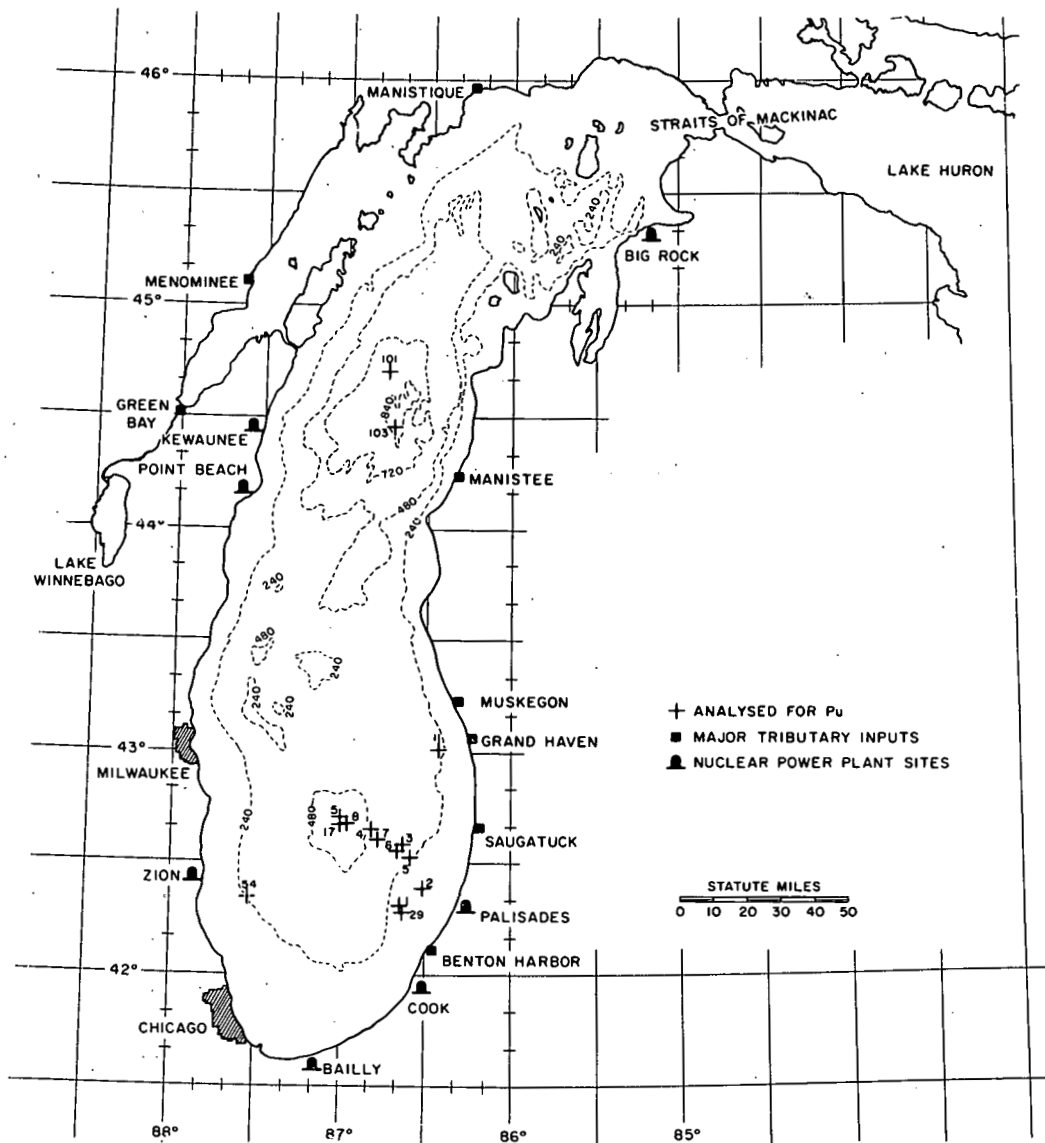 46°
MANISTIQUE
STRAITS OF MACKINAC
LAKE HURON
240
240
BIG ROCK
MENOMINEE
45°
101
840
103
GREEN
BAY
KEWAUNEE
POINT BEACH
720
MANISTEE
480
240
44°
LAKE
WINNEBAGO
240
480
240
240
240
MUSKEGON
GRAND HAVEN
43°
MILWAUKEE
ANALYSED FOR Pu
MAJOR TRIBUTARY INPUTS
NUCLEAR POWER PLANT SITES
240
480
5
8
17
4
7
3
6
5
SAUGATUCK
ZION
54
2
29
PALISADES
STATUTE MILES
0 10 20 30 40 50
42°
BENTON HARBOR
COOK
CHICAGO
BAILLY
88°
87°
86°
85°